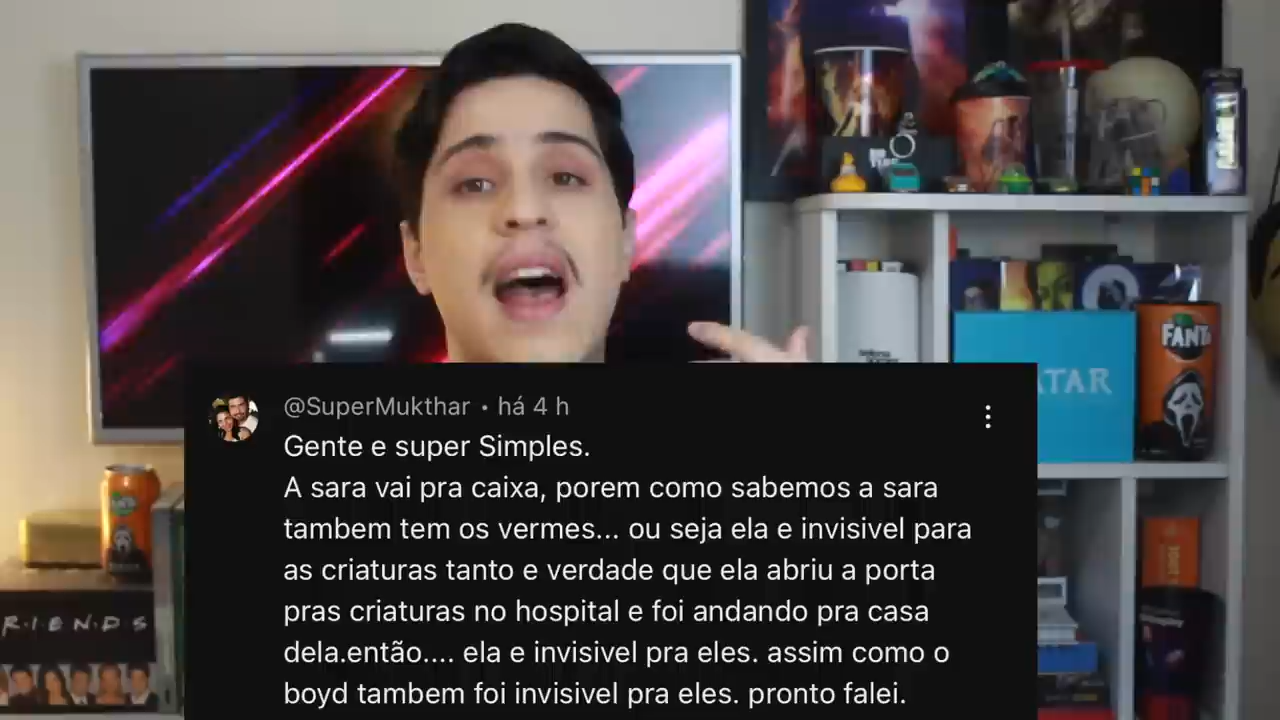 FANTA
ATAR
@SuperMukthar • há 4 h
Gente e super Simples.
A sara vai pra caixa, porem como sabemos a sara
tambem tem os vermes... ou seja ela e invisivel para
as criaturas tanto e verdade que ela abriu a porta
pras criaturas no hospital e foi andando pra casa
dela.então.... ela e invisivel pra eles. assim como o
boyd tambem foi invisivel pra eles. pronto falei.
R·I·E·N·D·S